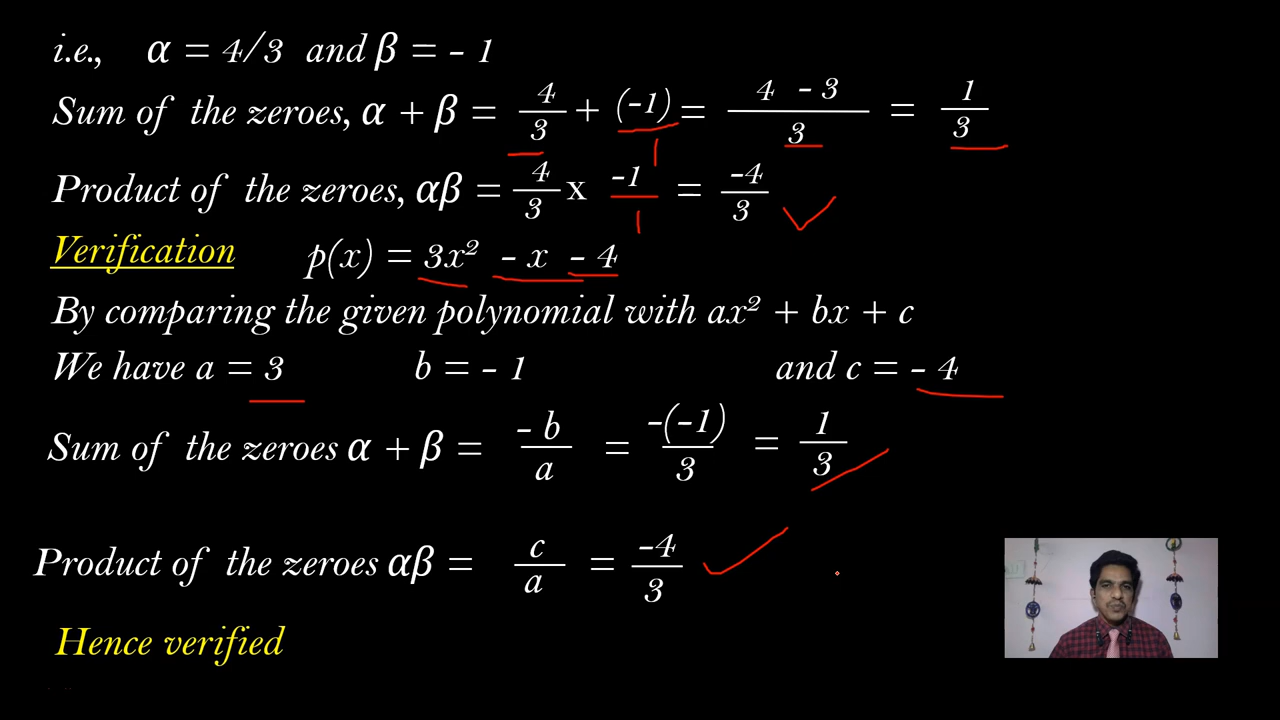 i.e., α = 4/3 and β = - 1
Sum of the zeroes, α + β = 4/3 + (-1) = 4 - 3/3 = 1/3
Product of the zeroes, αβ = 4/3 x -1 = -4/3
Verification p(x) = 3x² - x - 4
By comparing the given polynomial with ax² + bx + c
We have a = 3 b = - 1 and c = - 4
Sum of the zeroes α + β = - b/a = -(-1)/3 = 1/3
Product of the zeroes αβ = c/a = -4/3
Hence verified